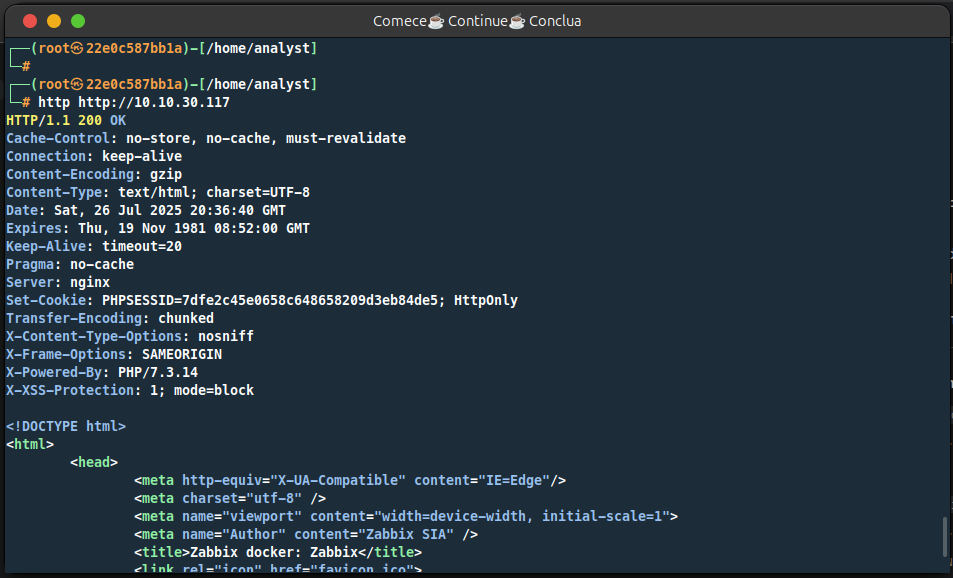 Comece☕ Continue☕ Conclua
┌──(root㉿22e0c587bb1a)-[/home/analyst]
└─#
┌──(root㉿22e0c587bb1a)-[/home/analyst]
└─# http http://10.10.30.117
HTTP/1.1 200 OK
Cache-Control: no-store, no-cache, must-revalidate
Connection: keep-alive
Content-Encoding: gzip
Content-Type: text/html; charset=UTF-8
Date: Sat, 26 Jul 2025 20:36:40 GMT
Expires: Thu, 19 Nov 1981 08:52:00 GMT
Keep-Alive: timeout=20
Pragma: no-cache
Server: nginx
Set-Cookie: PHPSESSID=7dfe2c45e0658c648658209d3eb84de5; HttpOnly
Transfer-Encoding: chunked
X-Content-Type-Options: nosniff
X-Frame-Options: SAMEORIGIN
X-Powered-By: PHP/7.3.14
X-XSS-Protection: 1; mode=block
<!DOCTYPE html>
<html>
<head>
<meta http-equiv="X-UA-Compatible" content="IE=Edge"/>
<meta charset="utf-8" />
<meta name="viewport" content="width=device-width, initial-scale=1">
<meta name="Author" content="Zabbix SIA" />
<title>Zabbix docker: Zabbix</title>
<link rel="icon" href="favicon.ico">